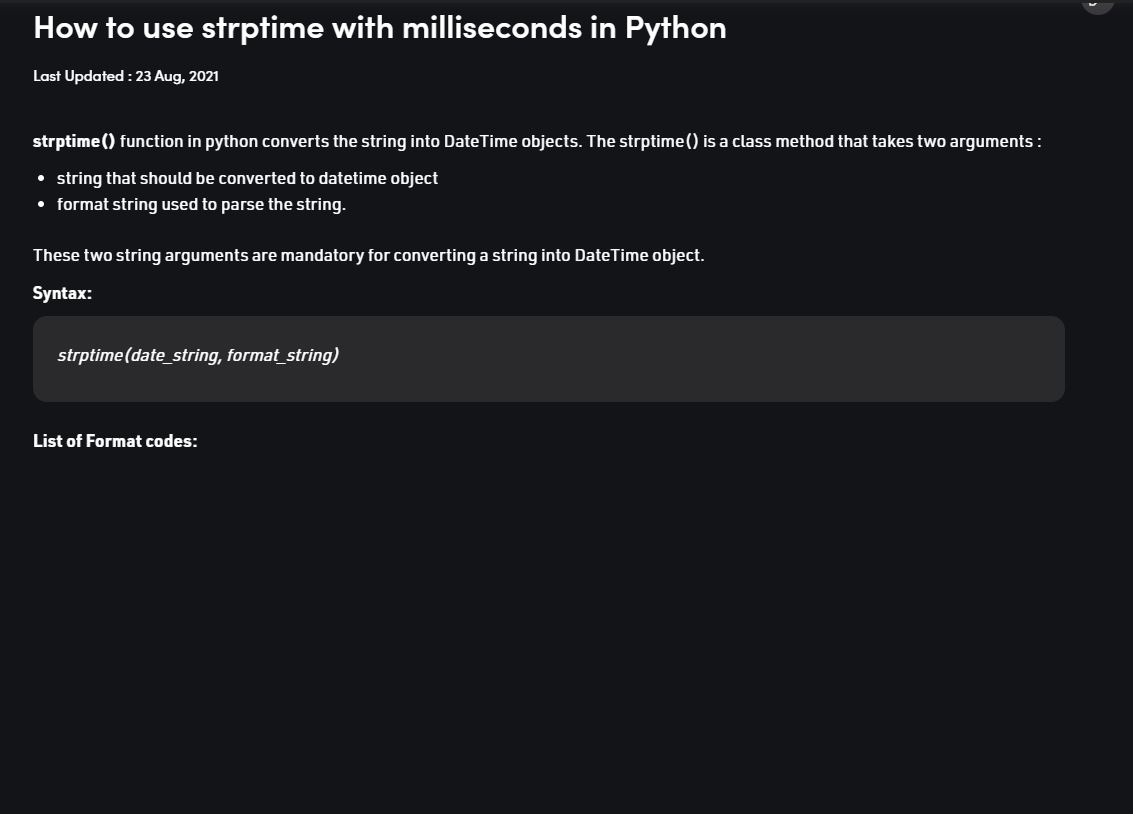 How to use strptime with milliseconds in Python
Last Updated : 23 Aug, 2021
strptime() function in python converts the string into DateTime objects. The strptime() is a class method that takes two arguments :
string that should be converted to datetime object
format string used to parse the string.
These two string arguments are mandatory for converting a string into DateTime object.
Syntax:
strptime(date_string, format_string)
List of Format codes: